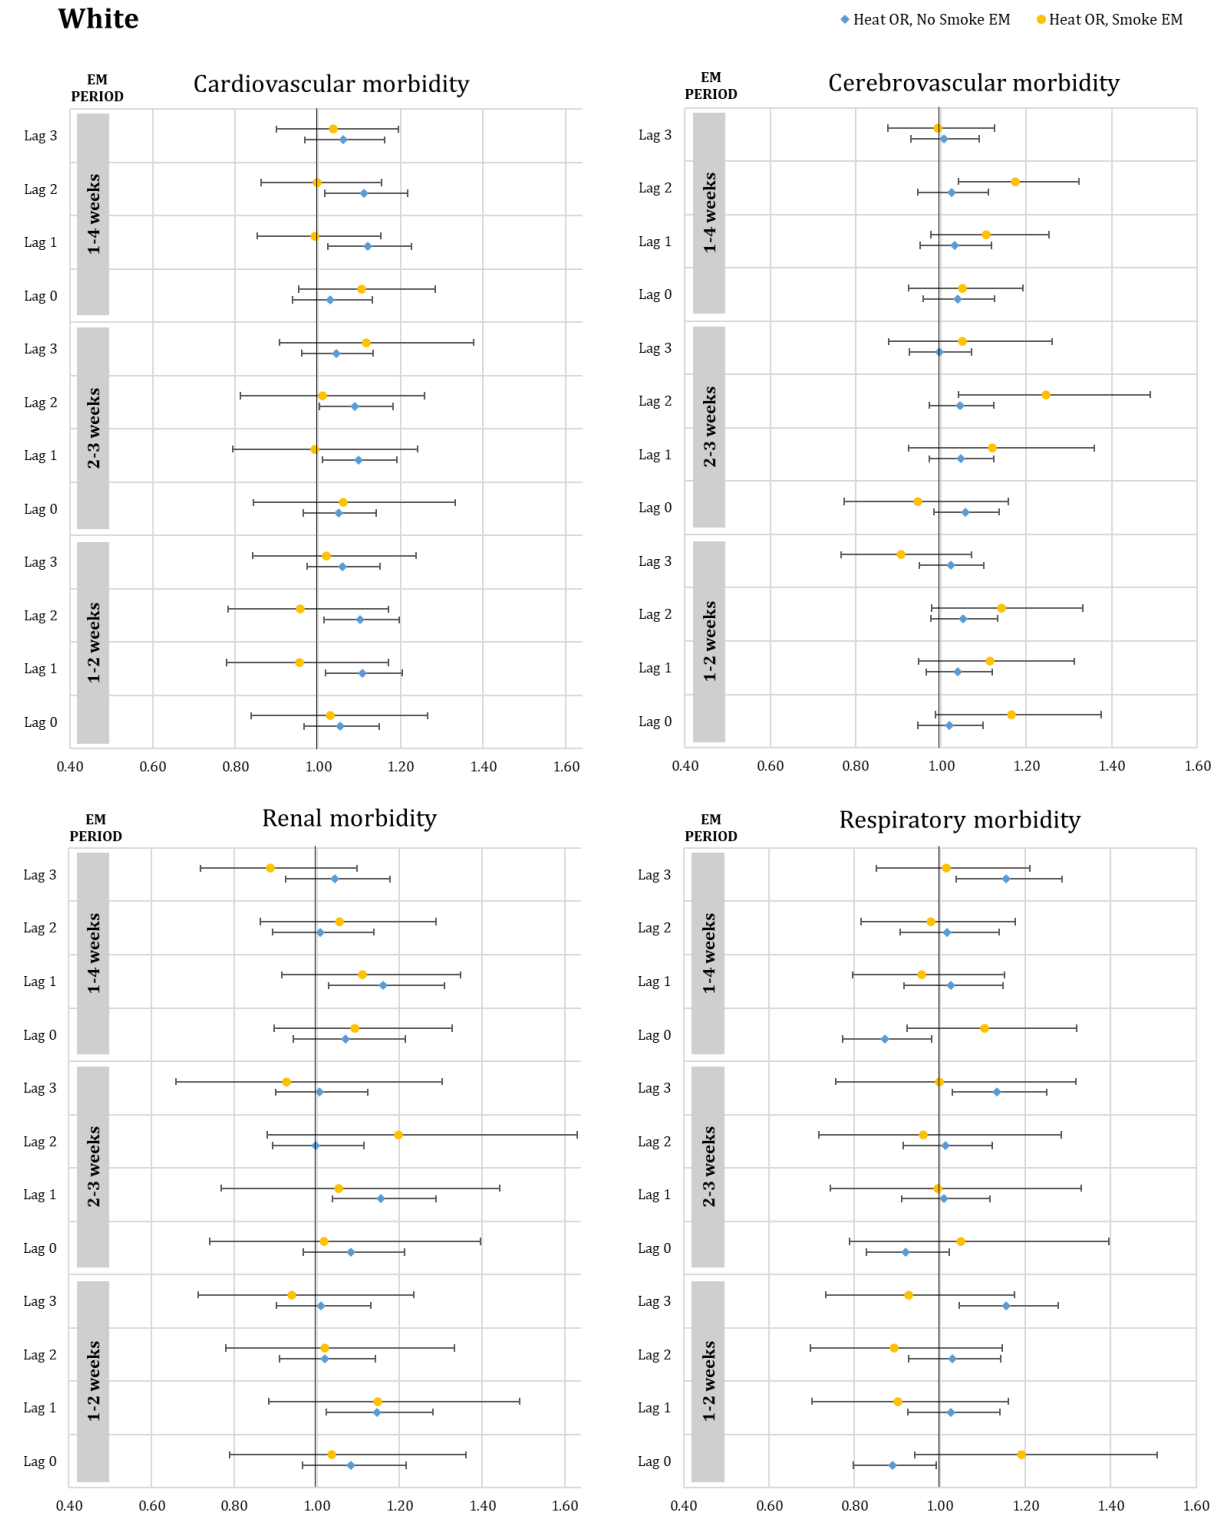 White
Heat OR, No Smoke EM
Heat OR, Smoke EM
EM
PERIOD
Cardiovascular morbidity
Lag 3
Lag 2
Lag 1
Lag 0
1-4 weeks
Lag 3
Lag 2
Lag 1
Lag 0
2-3 weeks
Lag 3
Lag 2
Lag 1
Lag 0
1-2 weeks
0.40 0.60 0.80 1.00 1.20 1.40 1.60
EM
PERIOD
Cerebrovascular morbidity
Lag 3
Lag 2
Lag 1
Lag 0
1-4 weeks
Lag 3
Lag 2
Lag 1
Lag 0
2-3 weeks
Lag 3
Lag 2
Lag 1
Lag 0
1-2 weeks
0.40 0.60 0.80 1.00 1.20 1.40 1.60
EM
PERIOD
Renal morbidity
Lag 3
Lag 2
Lag 1
Lag 0
1-4 weeks
Lag 3
Lag 2
Lag 1
Lag 0
2-3 weeks
Lag 3
Lag 2
Lag 1
Lag 0
1-2 weeks
0.40 0.60 0.80 1.00 1.20 1.40 1.60
EM
PERIOD
Respiratory morbidity
Lag 3
Lag 2
Lag 1
Lag 0
1-4 weeks
Lag 3
Lag 2
Lag 1
Lag 0
2-3 weeks
Lag 3
Lag 2
Lag 1
Lag 0
1-2 weeks
0.40 0.60 0.80 1.00 1.20 1.40 1.60